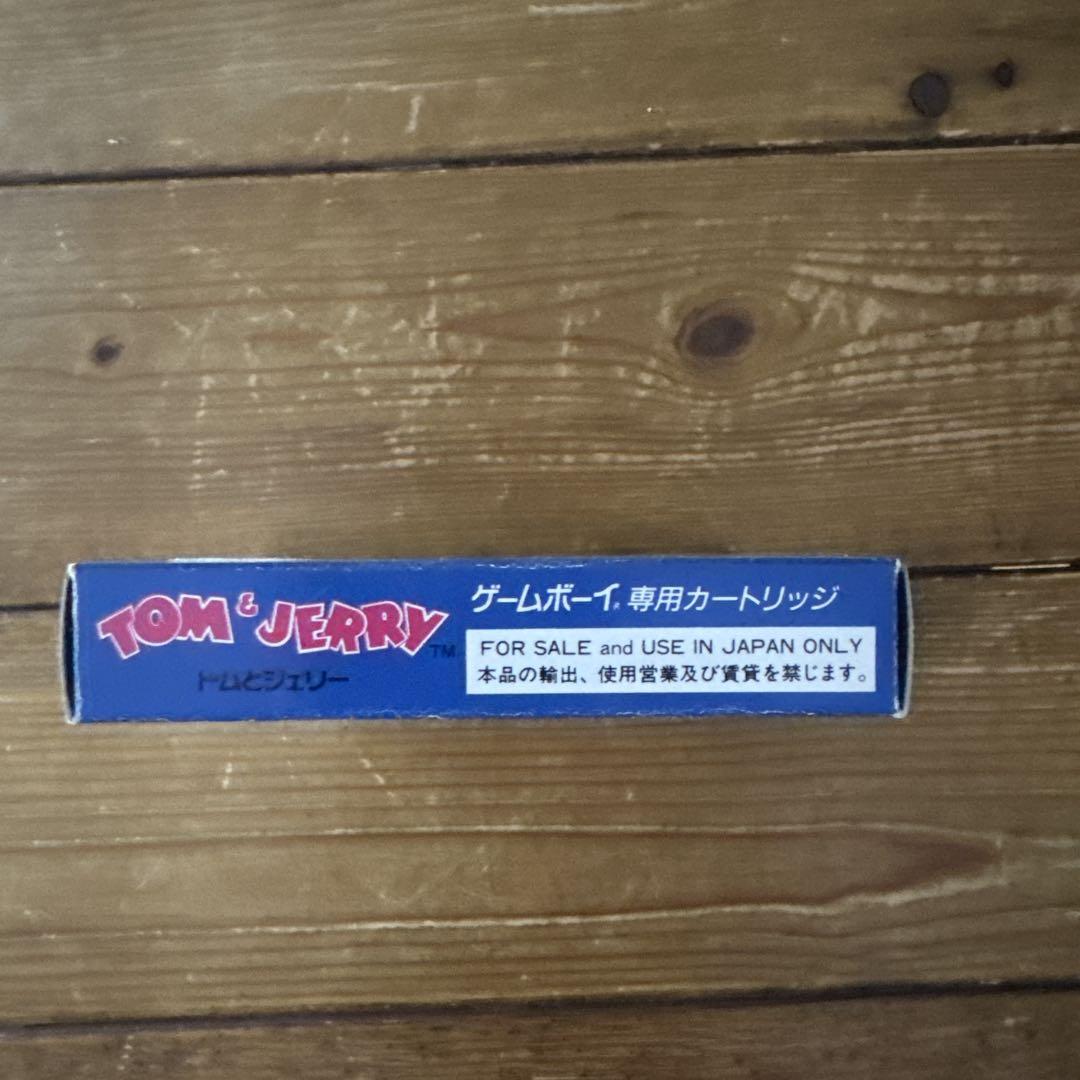 TOM & JERRY TM
トムとジェリー
ゲームボーイ® 専用カートリッジ
FOR SALE and USE IN JAPAN ONLY
本品の輸出、使用営業及び賃貸を禁じます。